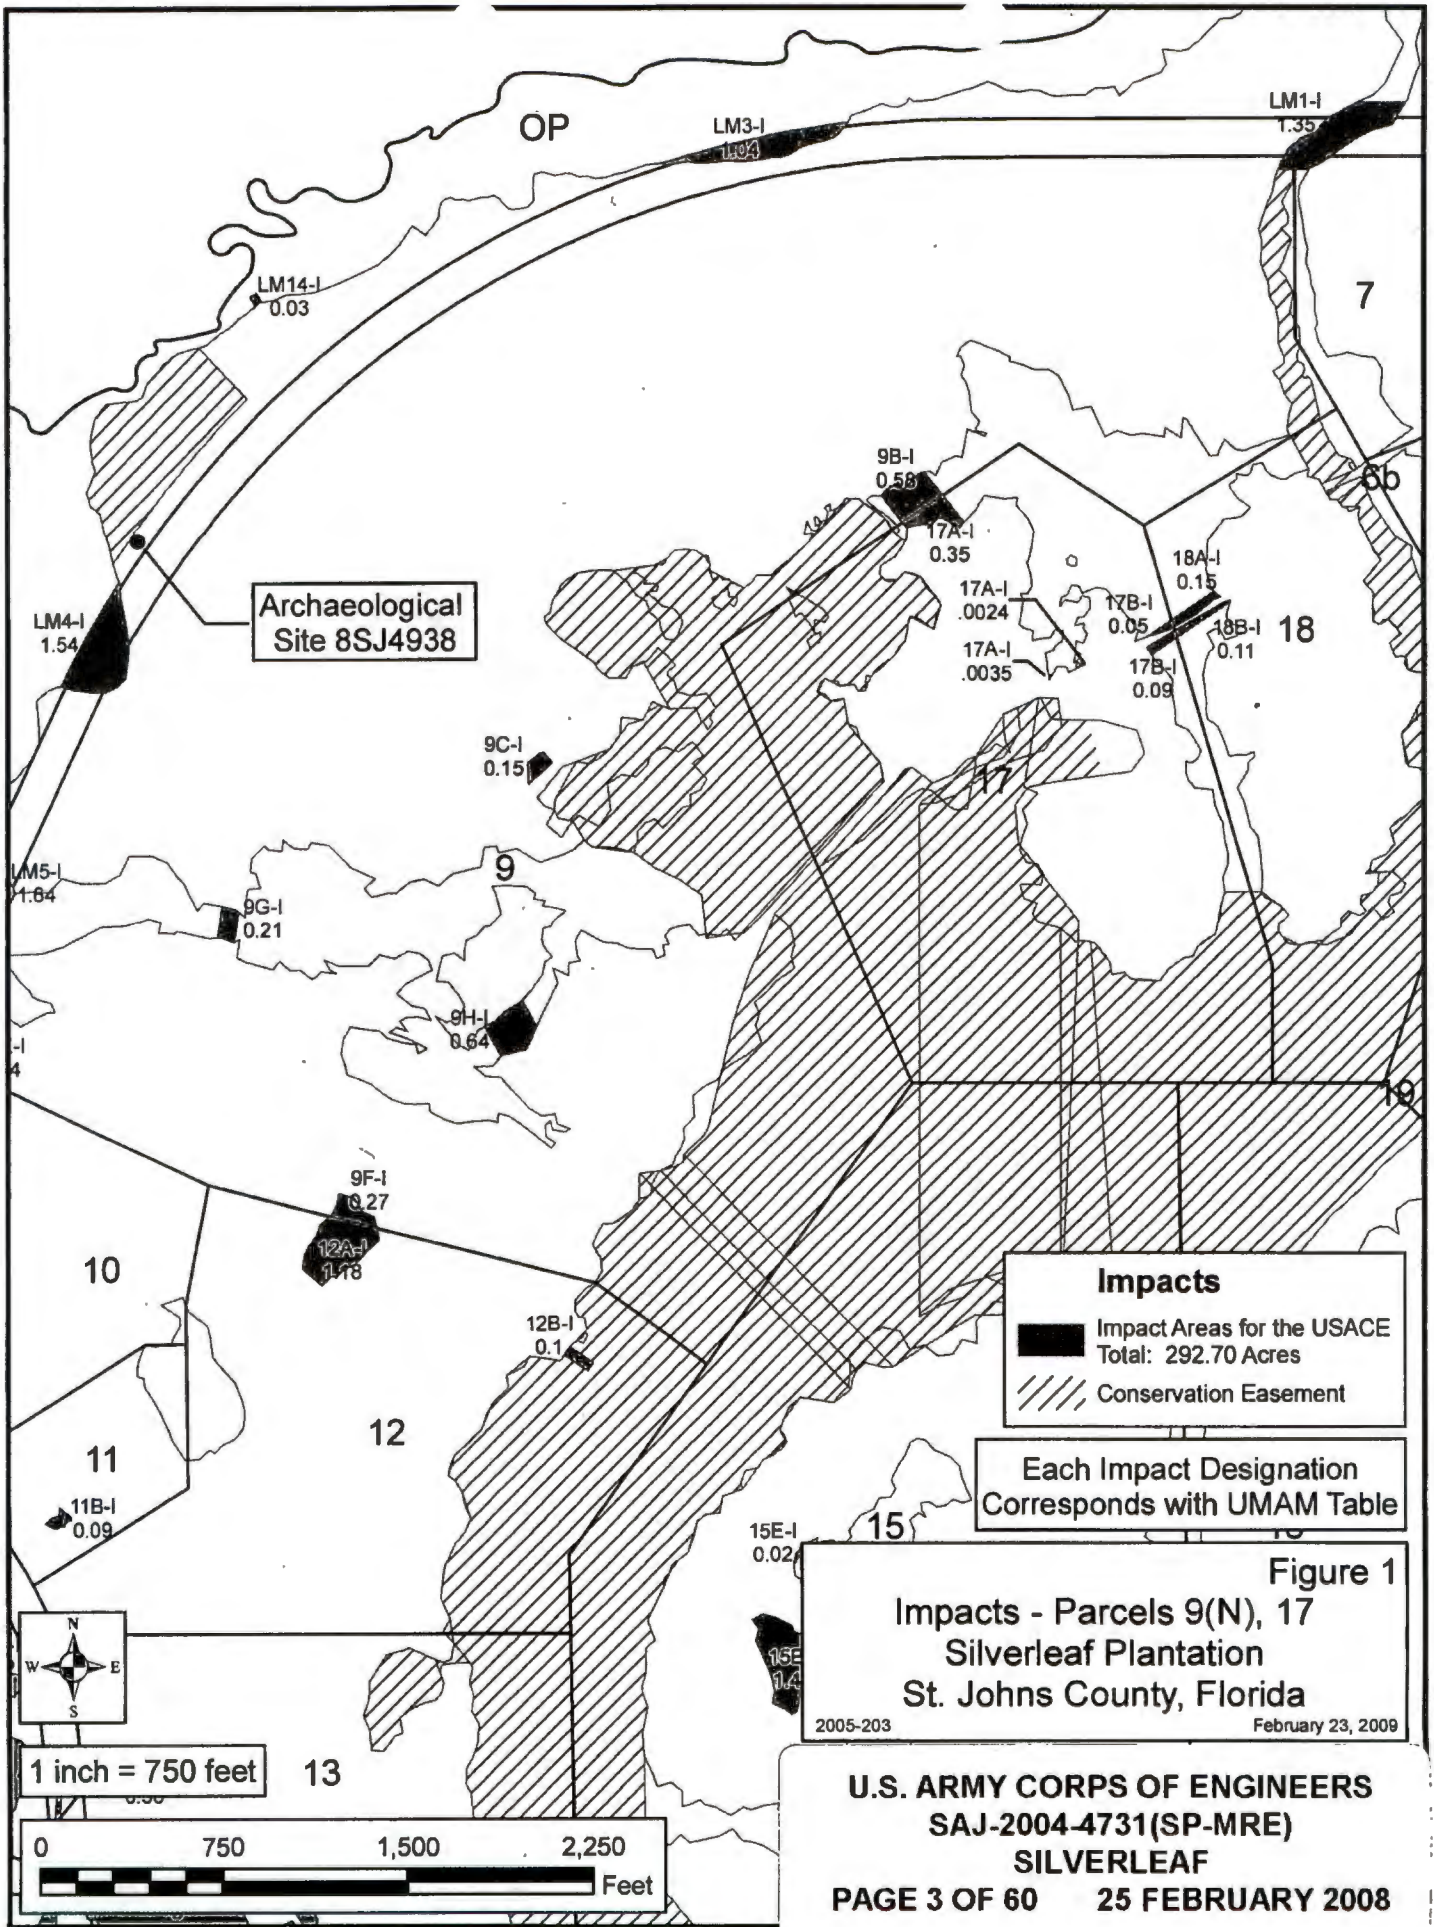 OP
LM3-I
1.04
LM1-I
1.35
LM14-I
0.03
7
9B-I
0.58
17A-I
0.35
6b
18A-I
0.15
17A-I
.0024
17B-I
0.05
18B-I
0.11
18
17A-I
.0035
17B-I
0.09
Archaeological
Site 8SJ4938
LM4-I
1.54
9C-I
0.15
17
9
LM5-I
1.64
9G-I
0.21
9H-I
0.64
-I
4
19
9F-I
0.27
12A-I
1.18
10
12B-I
0.1
12
11
11B-I
0.09
Impacts
Impact Areas for the USACE
Total: 292.70 Acres
Conservation Easement
Each Impact Designation
Corresponds with UMAM Table
15
15E-I
0.02
15E
1.4
Figure 1
Impacts - Parcels 9(N), 17
Silverleaf Plantation
St. Johns County, Florida
2005-203 February 23, 2009
N
W E
S
1 inch = 750 feet
13
0 750 1,500 2,250
Feet
U.S. ARMY CORPS OF ENGINEERS
SAJ-2004-4731(SP-MRE)
SILVERLEAF
PAGE 3 OF 60 25 FEBRUARY 2008